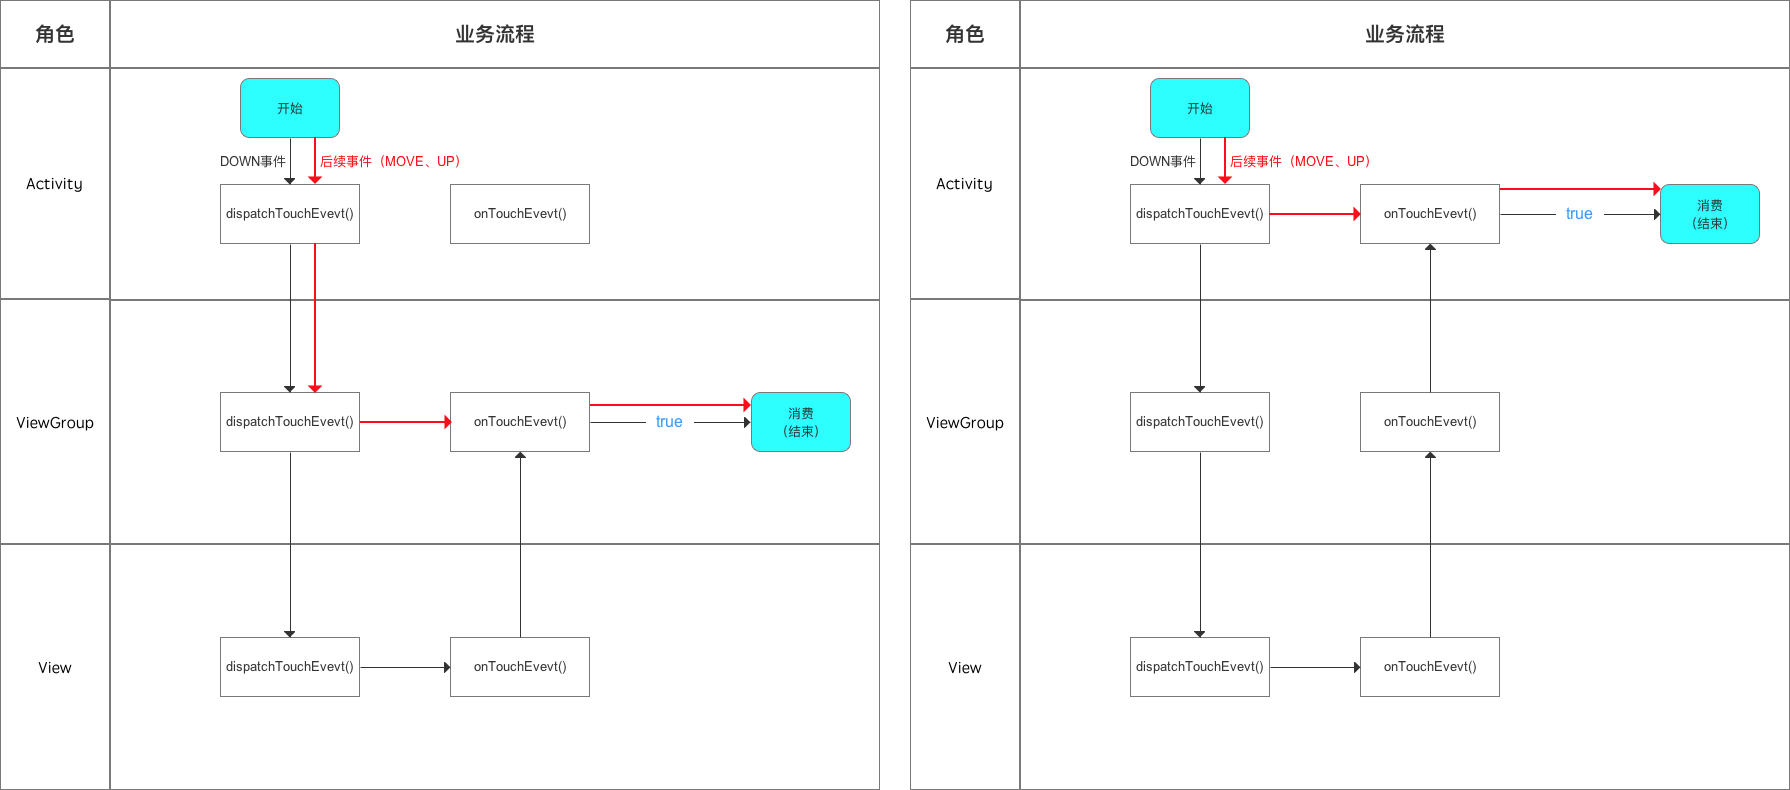 角色
业务流程
开始
DOWN事件
后续事件（MOVE、UP）
Activity
dispatchTouchEvevt()
onTouchEvevt()
ViewGroup
dispatchTouchEvevt()
onTouchEvevt()
true
消费
（结束）
View
dispatchTouchEvevt()
onTouchEvevt()
角色
业务流程
开始
DOWN事件
后续事件（MOVE、UP）
Activity
dispatchTouchEvevt()
onTouchEvevt()
true
消费
（结束）
ViewGroup
dispatchTouchEvevt()
onTouchEvevt()
View
dispatchTouchEvevt()
onTouchEvevt()